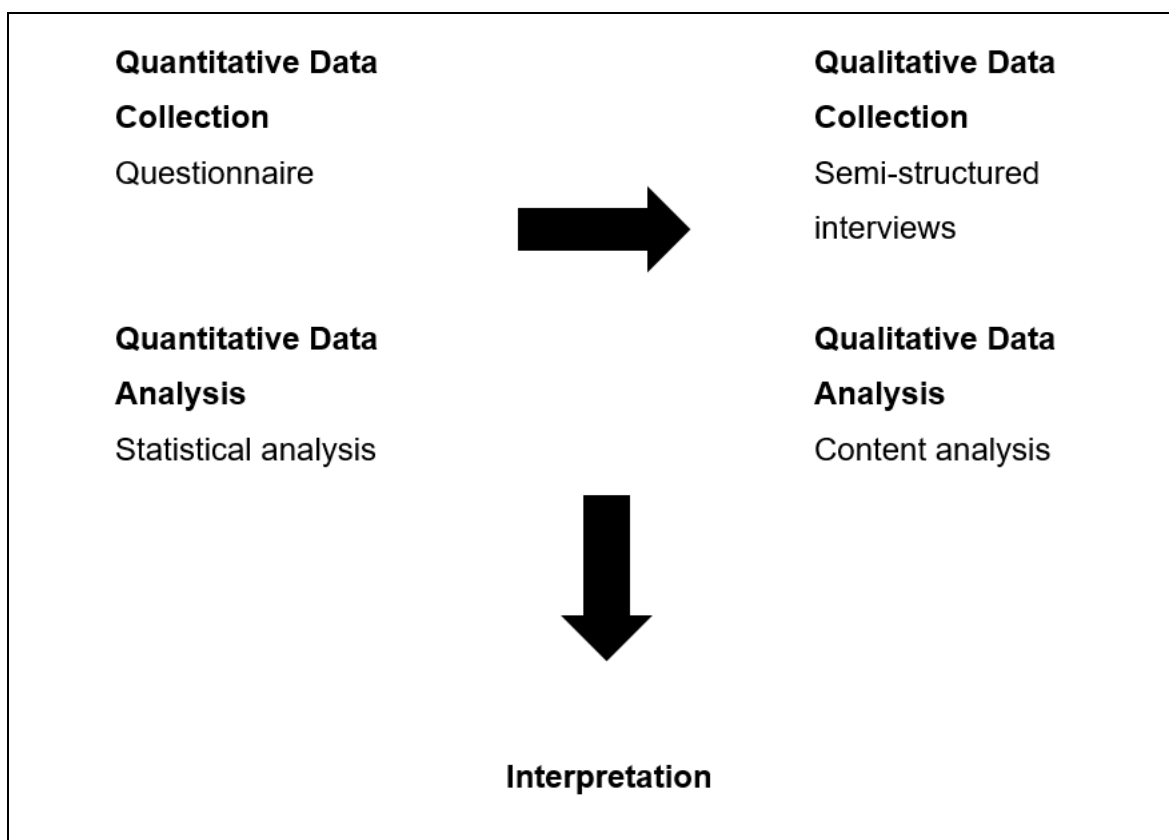 Quantitative Data
Collection
Questionnaire
Qualitative Data
Collection
Semi-structured
interviews
Quantitative Data
Analysis
Statistical analysis
Qualitative Data
Analysis
Content analysis
Interpretation